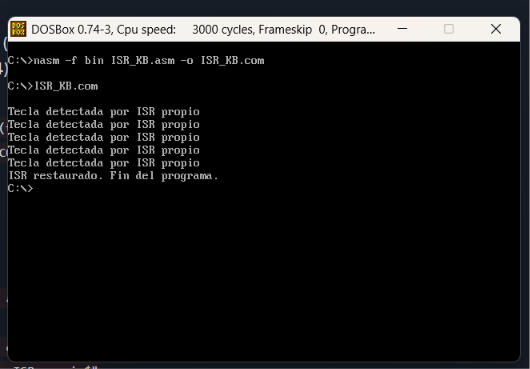 DOSBox 0.74-3, Cpu speed: 3000 cycles, Frameskip 0, Progra...
C:\>nasm -f bin ISR_KB.asm -o ISR_KB.com
C:\>ISR_KB.com
Tecla detectada por ISR propio
Tecla detectada por ISR propio
Tecla detectada por ISR propio
Tecla detectada por ISR propio
Tecla detectada por ISR propio
ISR restaurado. Fin del programa.
C:\>